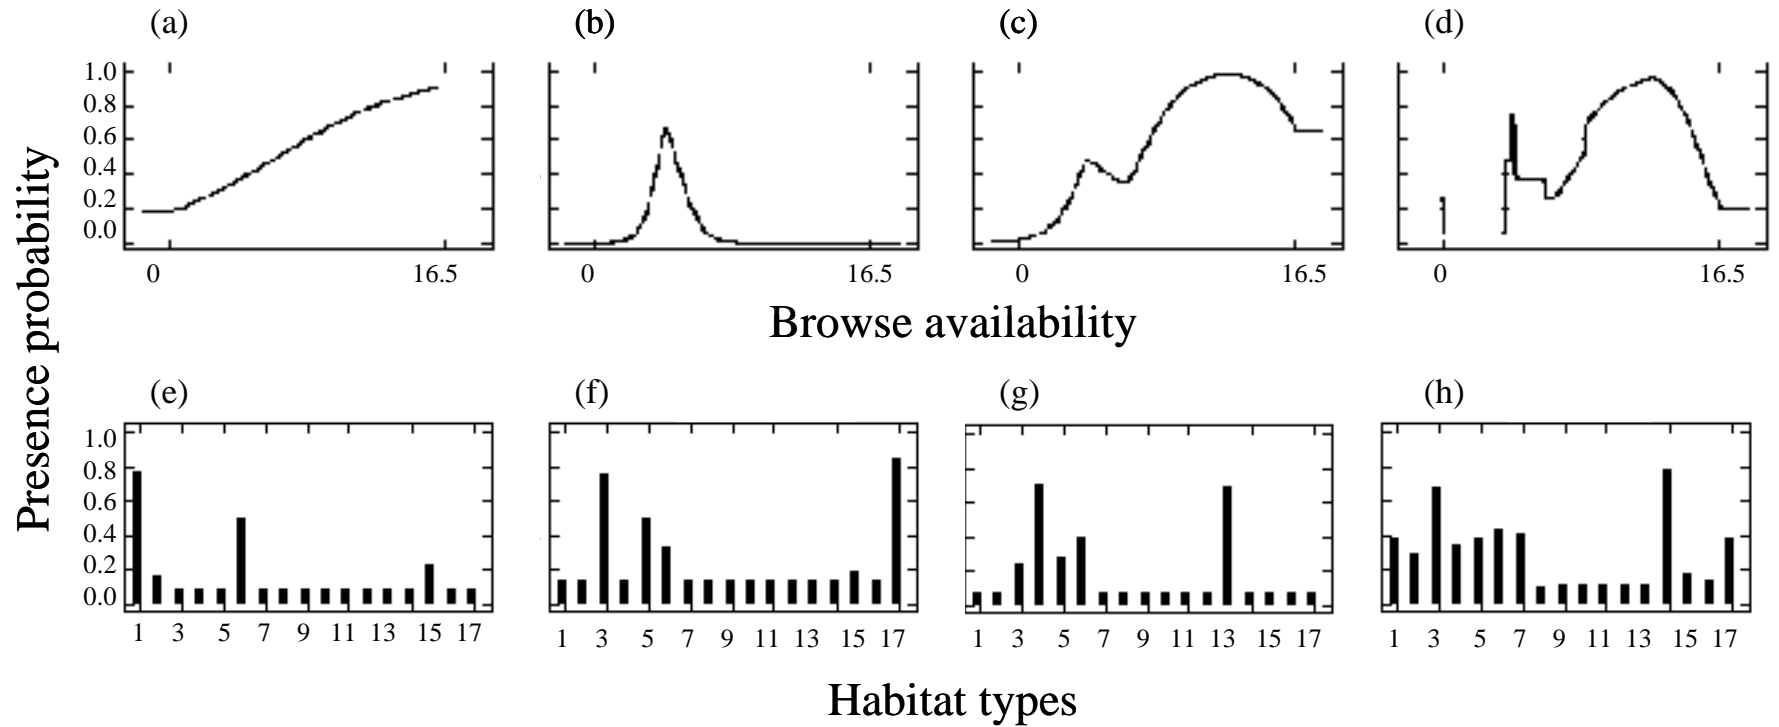 (a) (b) (c) (d)
Presence probability
1.0
0.8
0.6
0.4
0.2
0.0
0 16.5 0 16.5 0 16.5 0 16.5
Browse availability
(e) (f) (g) (h)
1.0
0.8
0.6
0.4
0.2
0.0
1 3 5 7 9 11 13 15 17 1 3 5 7 9 11 13 15 17 1 3 5 7 9 11 13 15 17 1 3 5 7 9 11 13 15 17
Habitat types